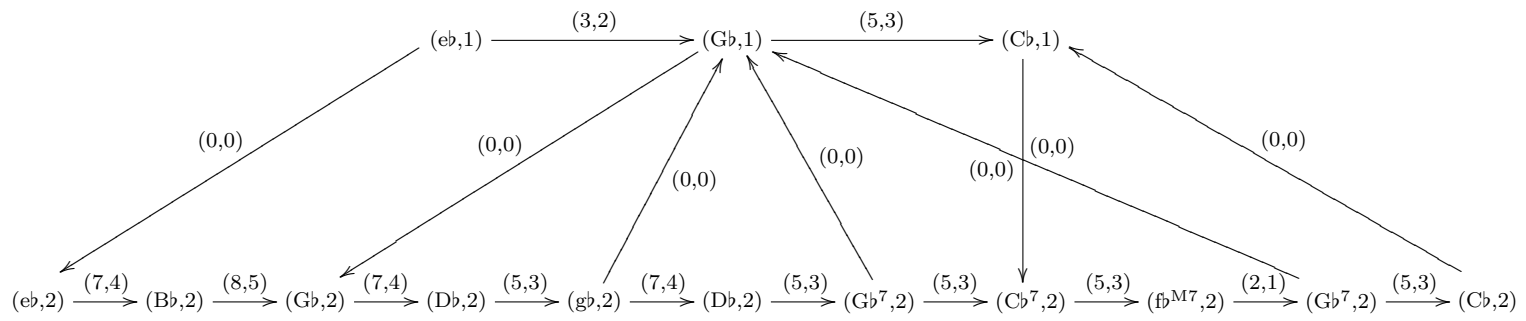 (3,2) (5,3)
(e♭,1) (G♭,1) (C♭,1)
(0,0) (0,0) (0,0) (0,0) (0,0) (0,0) (0,0)
(7,4) (8,5) (7,4) (5,3) (7,4) (5,3) (5,3) (5,3) (2,1) (5,3)
(e♭,2) (B♭,2) (G♭,2) (D♭,2) (g♭,2) (D♭,2) (G♭⁷,2) (C♭⁷,2) (f♭ᴹ⁷,2) (G♭⁷,2) (C♭,2)